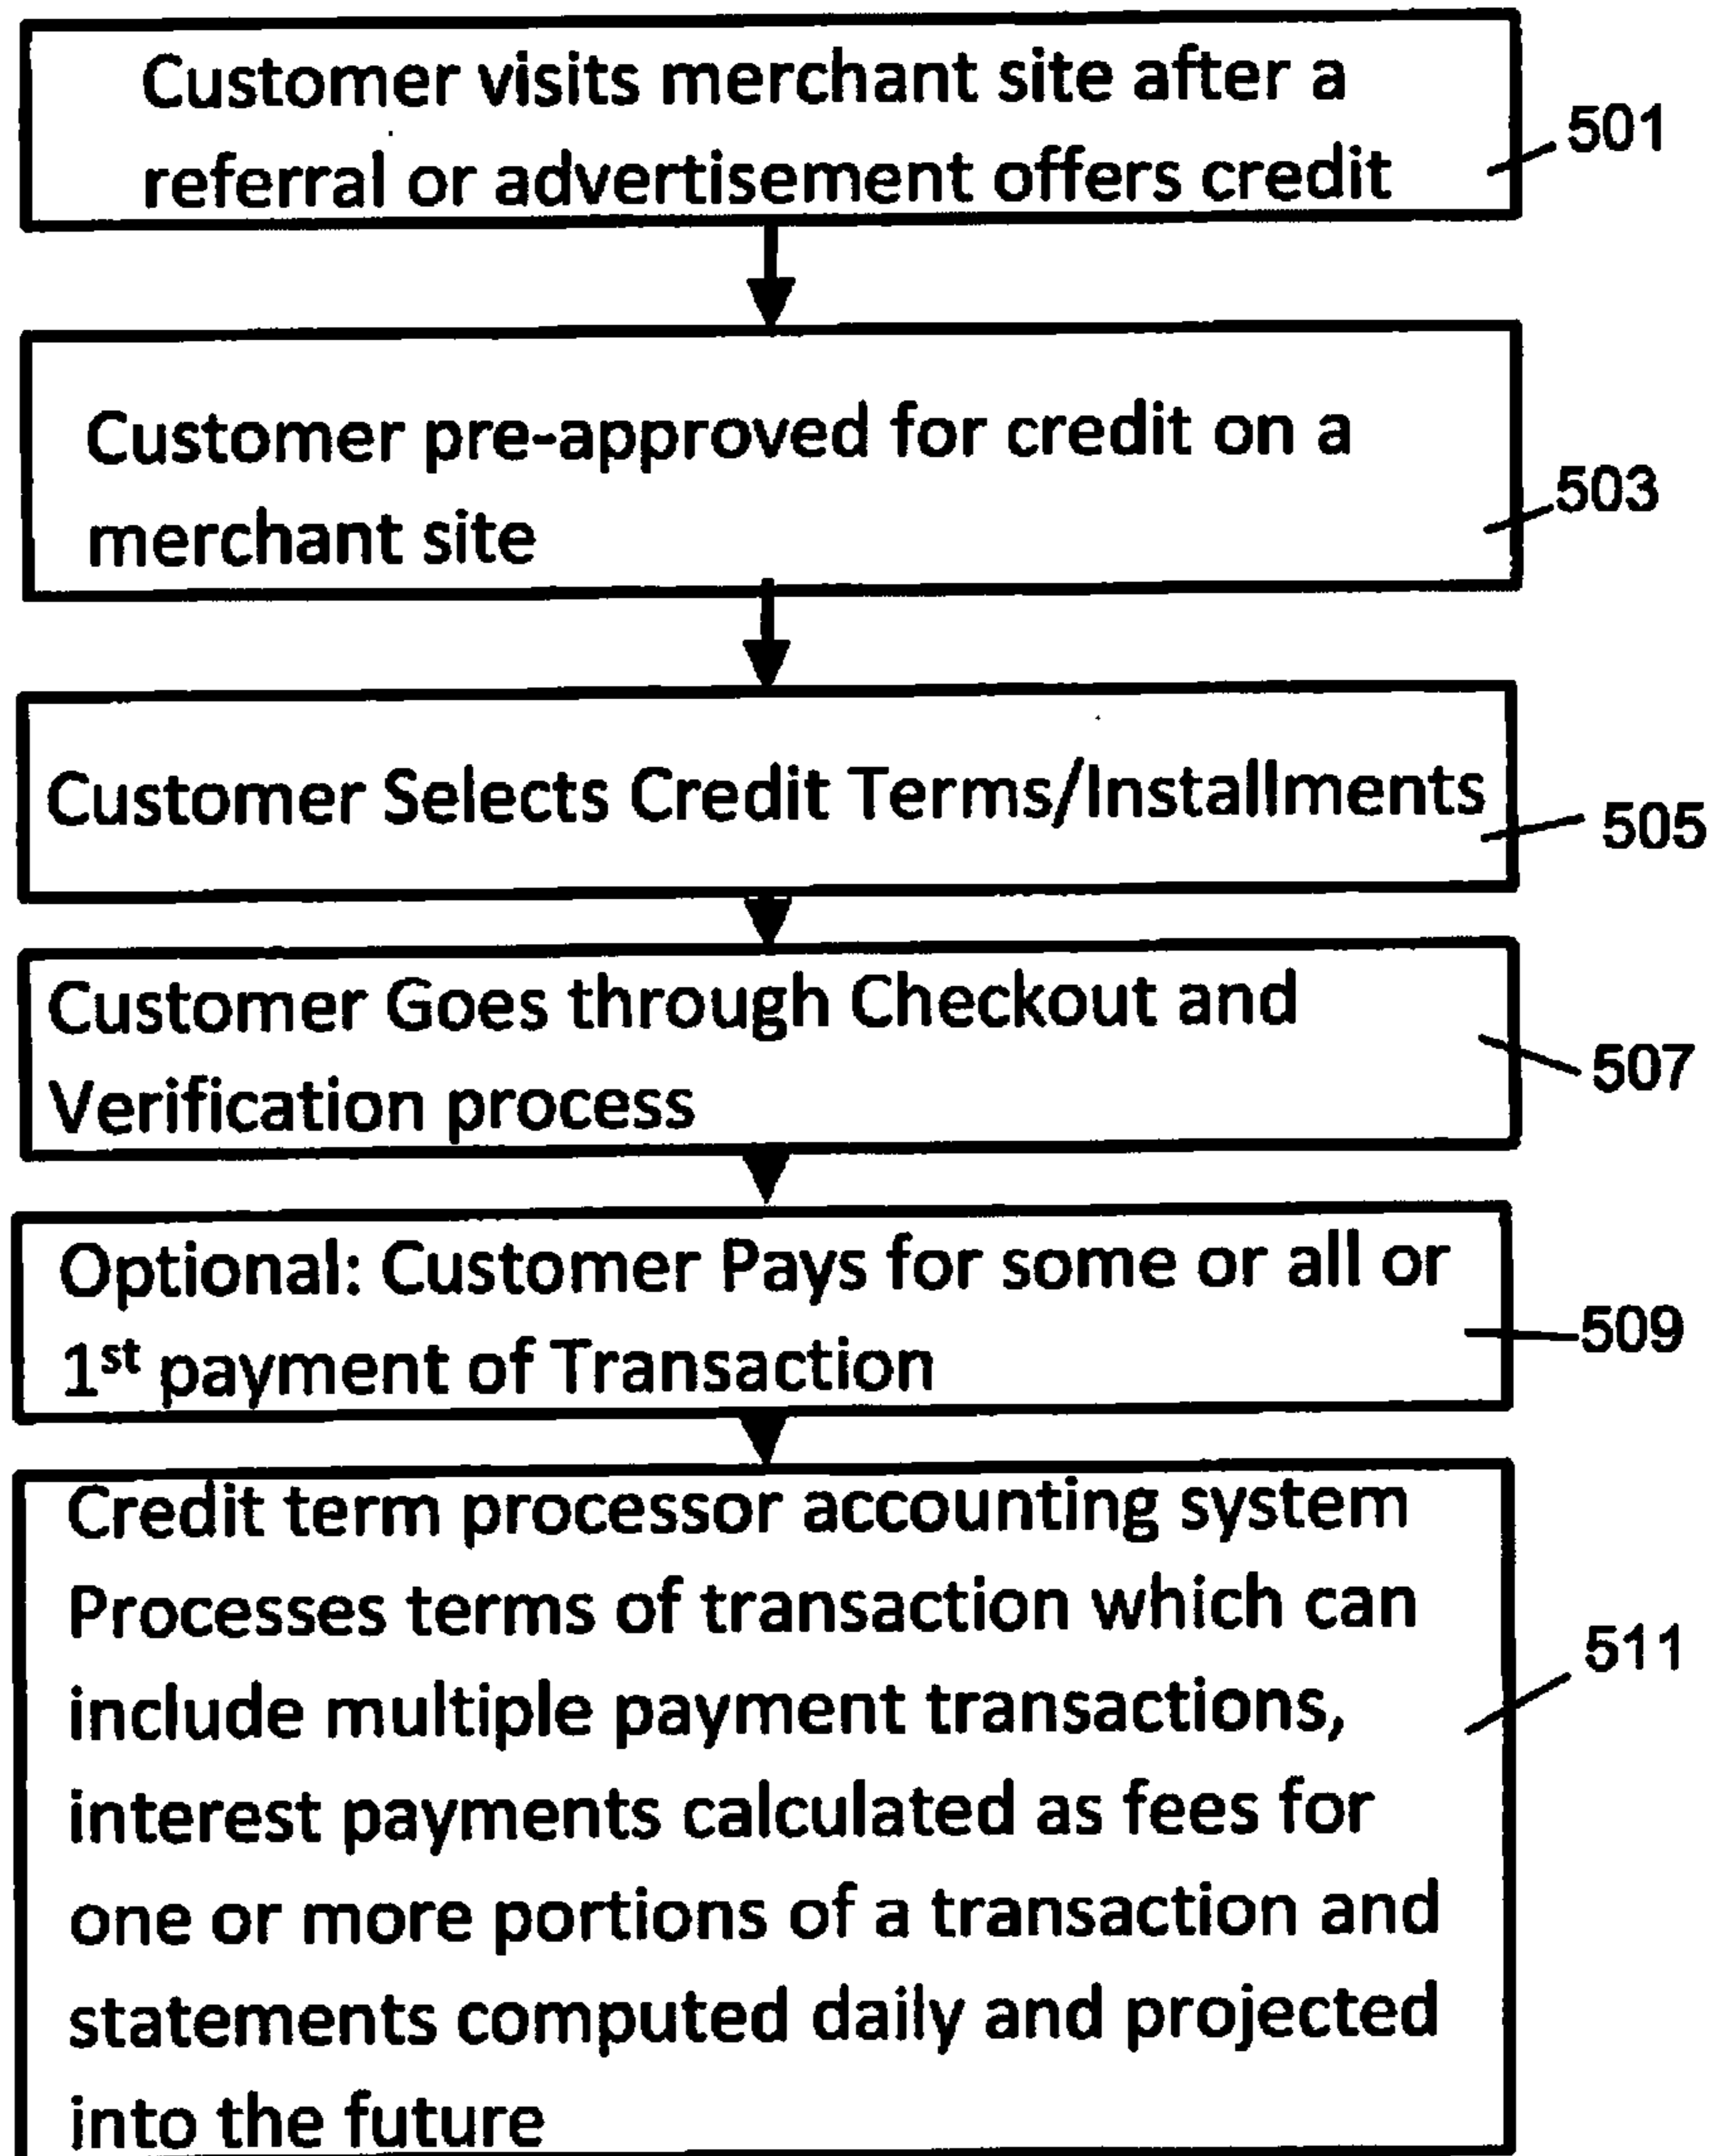 Customer visits merchant site after a
referral or advertisement offers credit
501
Customer pre-approved for credit on a
merchant site
503
Customer Selects Credit Terms/Installments
505
Customer Goes through Checkout and
Verification process
507
Optional: Customer Pays for some or all or
1st payment of Transaction
509
Credit term processor accounting system
Processes terms of transaction which can
include multiple payment transactions,
interest payments calculated as fees for
one or more portions of a transaction and
statements computed daily and projected
into the future
511